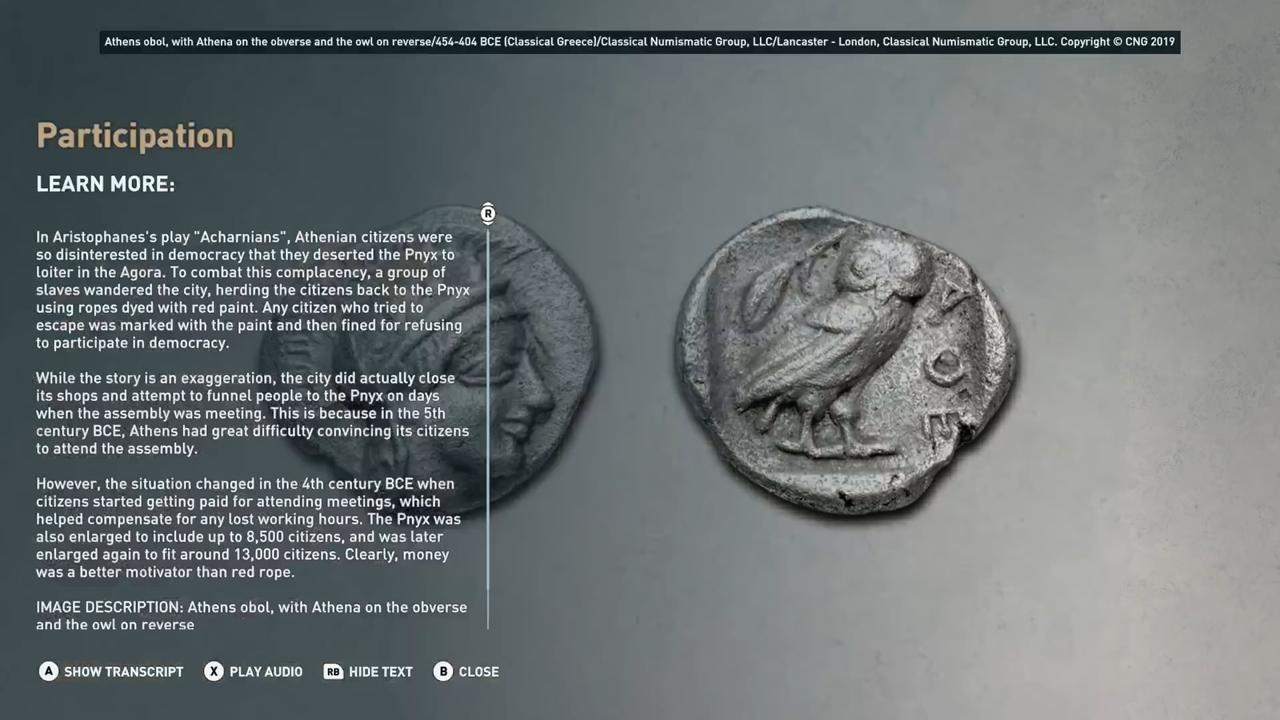 Athens obol, with Athena on the obverse and the owl on reverse/454-404 BCE (Classical Greece)/Classical Numismatic Group, LLC/Lancaster - London, Classical Numismatic Group, LLC. Copyright © CNG 2019
Participation
LEARN MORE:
R
In Aristophanes's play "Acharnians", Athenian citizens were
so disinterested in democracy that they deserted the Pnyx to
loiter in the Agora. To combat this complacency, a group of
slaves wandered the city, herding the citizens back to the Pnyx
using ropes dyed with red paint. Any citizen who tried to
escape was marked with the paint and then fined for refusing
to participate in democracy.
While the story is an exaggeration, the city did actually close
its shops and attempt to funnel people to the Pnyx on days
when the assembly was meeting. This is because in the 5th
century BCE, Athens had great difficulty convincing its citizens
to attend the assembly.
However, the situation changed in the 4th century BCE when
citizens started getting paid for attending meetings, which
helped compensate for any lost working hours. The Pnyx was
also enlarged to include up to 8,500 citizens, and was later
enlarged again to fit around 13,000 citizens. Clearly, money
was a better motivator than red rope.
IMAGE DESCRIPTION: Athens obol, with Athena on the obverse
and the owl on reverse
ΑΘΕ
A SHOW TRANSCRIPT X PLAY AUDIO RB HIDE TEXT B CLOSE